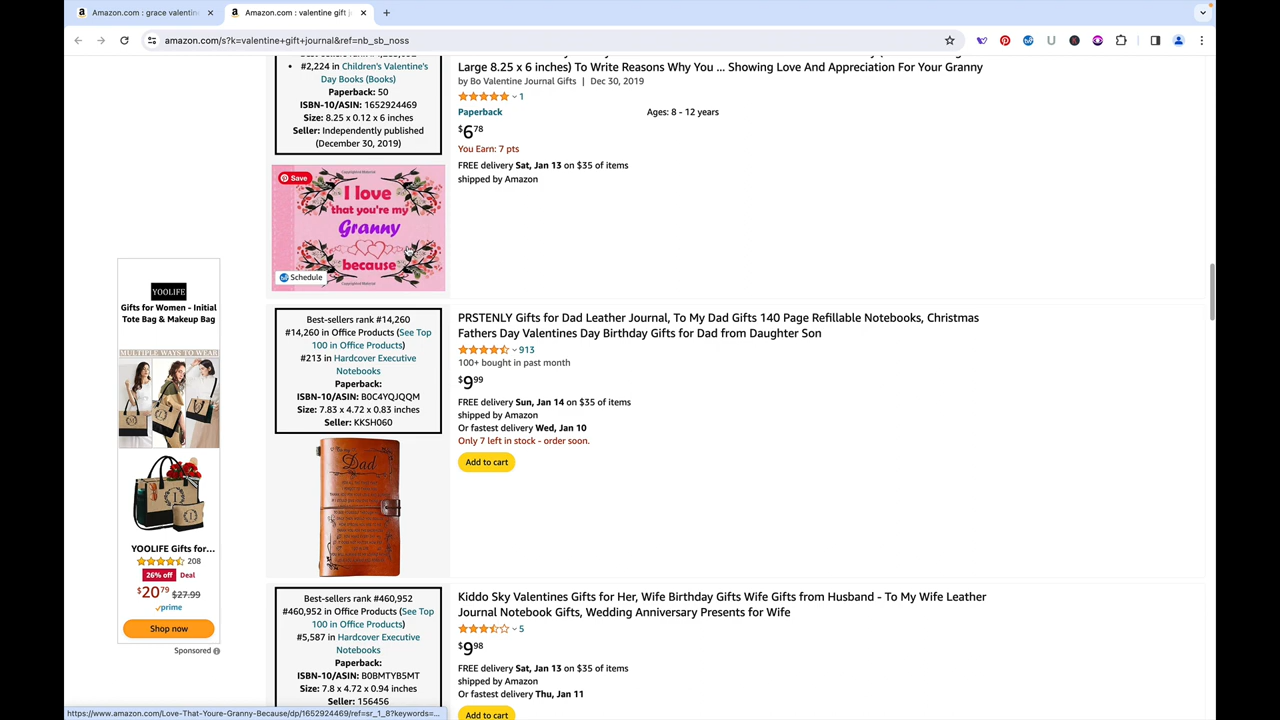 Amazon.com : grace valentin
Amazon.com : valentine gift j
amazon.com/s?k=valentine+gift+journal&ref=nb_sb_noss
#2,224 in Children's Valentine's
Day Books (Books)
Paperback: 50
ISBN-10/ASIN: 1652924469
Size: 8.25 x 0.12 x 6 inches
Seller: Independently published
(December 30, 2019)
Large 8.25 x 6 inches) To Write Reasons Why You ... Showing Love And Appreciation For Your Granny
by Bo Valentine Journal Gifts | Dec 30, 2019
1
Paperback
Ages: 8 - 12 years
$6 78
You Earn: 7 pts
FREE delivery Sat, Jan 13 on $35 of items
shipped by Amazon
Save
Copyrighted Material
I love
that you're my
Granny
because
Copyrighted Material
Schedule
YOOLIFE
Gifts for Women - Initial
Tote Bag & Makeup Bag
MULTIPLE WAYS TO WEAR
YOOLIFE Gifts for...
208
26% off Deal
$20 79 $27.99
prime
Shop now
Sponsored
Best-sellers rank #14,260
#14,260 in Office Products (See Top
100 in Office Products)
#213 in Hardcover Executive
Notebooks
Paperback:
ISBN-10/ASIN: B0C4YQJQQM
Size: 7.83 x 4.72 x 0.83 inches
Seller: KKSH060
Dad
PRSTENLY Gifts for Dad Leather Journal, To My Dad Gifts 140 Page Refillable Notebooks, Christmas
Fathers Day Valentines Day Birthday Gifts for Dad from Daughter Son
913
100+ bought in past month
$9 99
FREE delivery Sun, Jan 14 on $35 of items
shipped by Amazon
Or fastest delivery Wed, Jan 10
Only 7 left in stock - order soon.
Add to cart
Best-sellers rank #460,952
#460,952 in Office Products (See Top
100 in Office Products)
#5,587 in Hardcover Executive
Notebooks
Paperback:
ISBN-10/ASIN: B0BMTYB5MT
Size: 7.8 x 4.72 x 0.94 inches
Seller: 156456
Kiddo Sky Valentines Gifts for Her, Wife Birthday Gifts Wife Gifts from Husband - To My Wife Leather
Journal Notebook Gifts, Wedding Anniversary Presents for Wife
5
$9 98
FREE delivery Sat, Jan 13 on $35 of items
shipped by Amazon
Or fastest delivery Thu, Jan 11
Add to cart
https://www.amazon.com/Love-That-Youre-Granny-Because/dp/1652924469/ref=sr_1_8?keywords=...